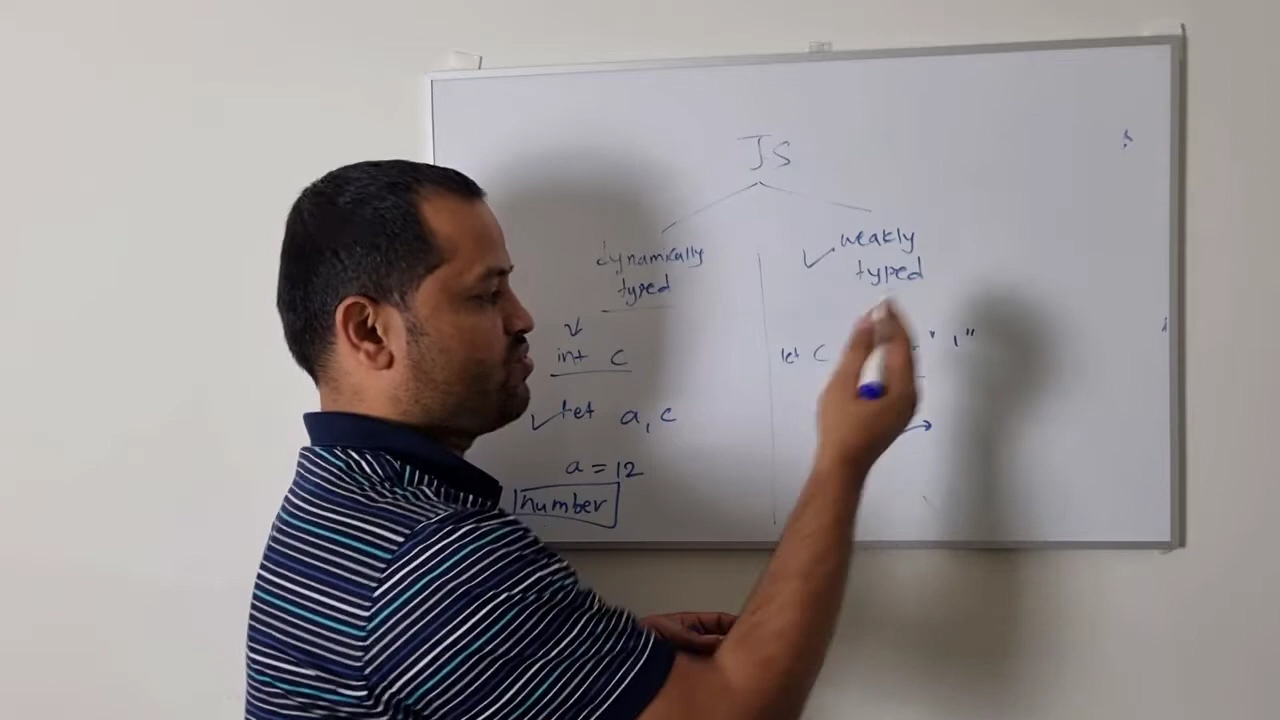 JS
dynamically
typed
int c
let a, c
a = 12
number
weakly
typed
let c "1"